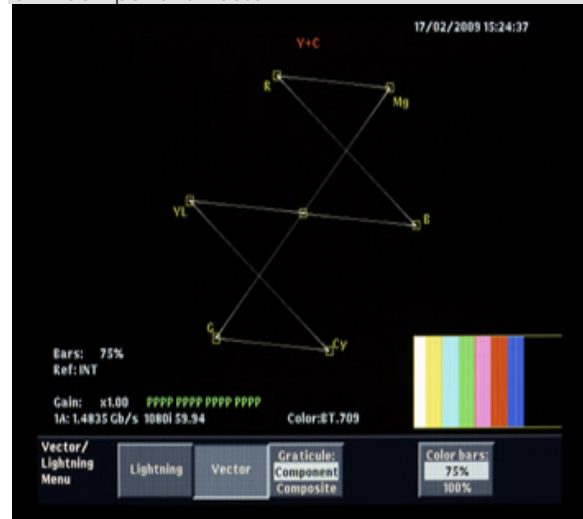 17/02/2009 15:24:37
Y+C
R
Mg
YL
B
G
Cy
Bars: 75%
Ref: INT
Gain: x1.00 PPPP PPPP PPPP PPPP
1A: 1.4835 Gb/s 1080i 59.94 Color:BT.709
Vector/
Lightning
Menu
Lightning
Vector
Graticule:
Component
Composite
Color bars:
75%
100%